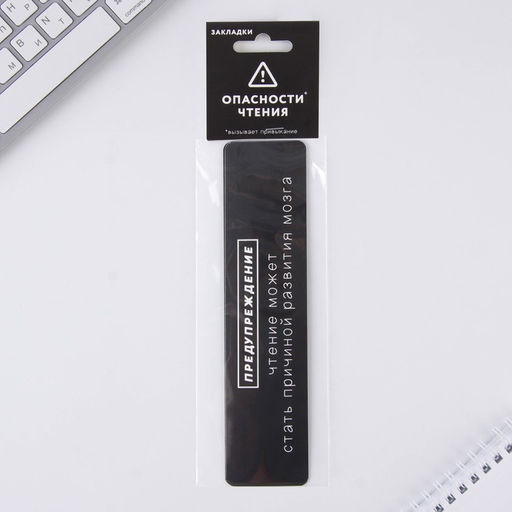 ЗАКЛАДКИ
ОПАСНОСТИ*
ЧТЕНИЯ
*вызывает привыкание
ПРЕДУПРЕЖДЕНИЕ
чтение может
стать причиной развития мозга